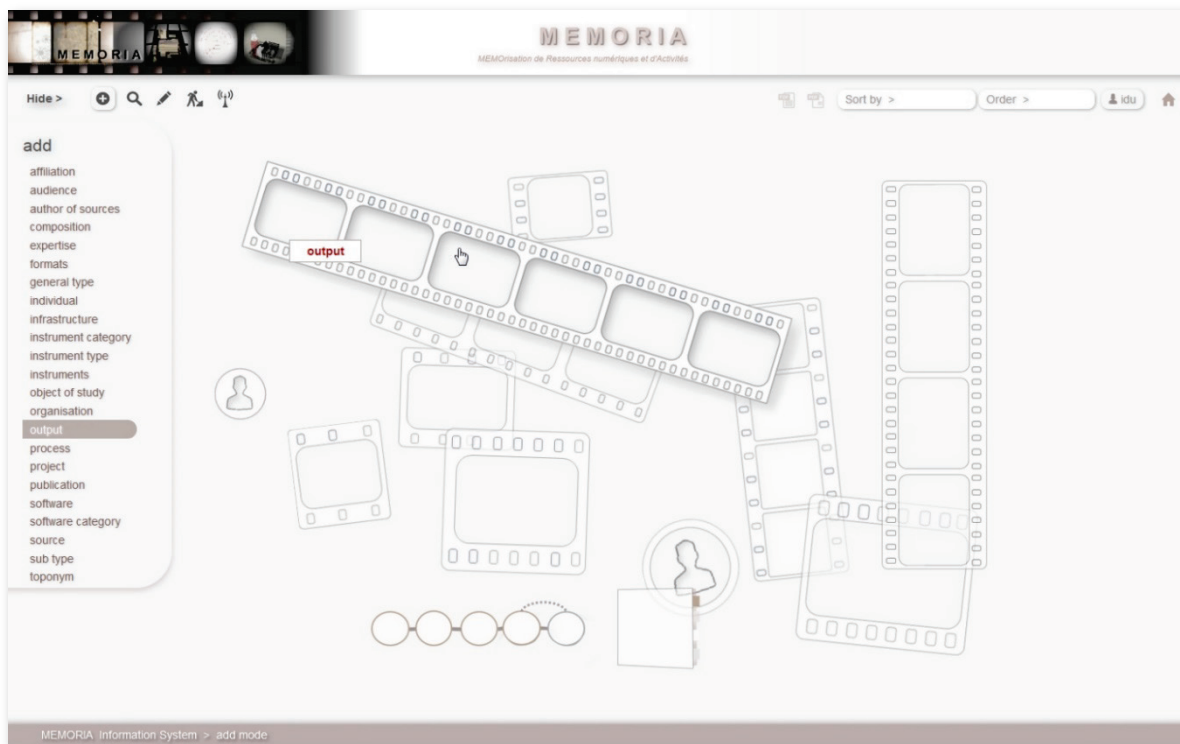 MEMORIA
MEMORIA
MEMOrisation de Ressources numériques et d'Activités
Hide >
Sort by >
Order >
idu
add
affiliation
audience
author of sources
composition
expertise
formats
general type
individual
infrastructure
instrument category
instrument type
instruments
object of study
organisation
output
process
project
publication
software
software category
source
sub type
toponym
output
MEMORIA Information System > add mode